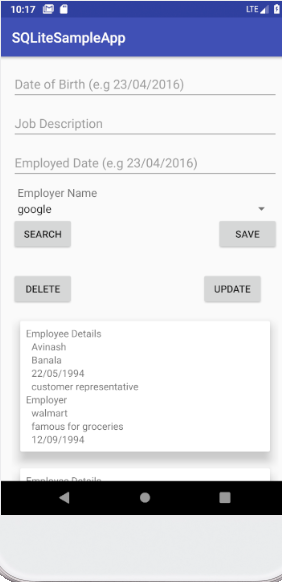 10:17 LTE
SQLiteSampleApp
Date of Birth (e.g 23/04/2016)
Job Description
Employed Date (e.g 23/04/2016)
Employer Name
google
SEARCH SAVE
DELETE UPDATE
Employee Details
Avinash
Banala
22/05/1994
customer representative
Employer
walmart
famous for groceries
12/09/1994
Employee Details